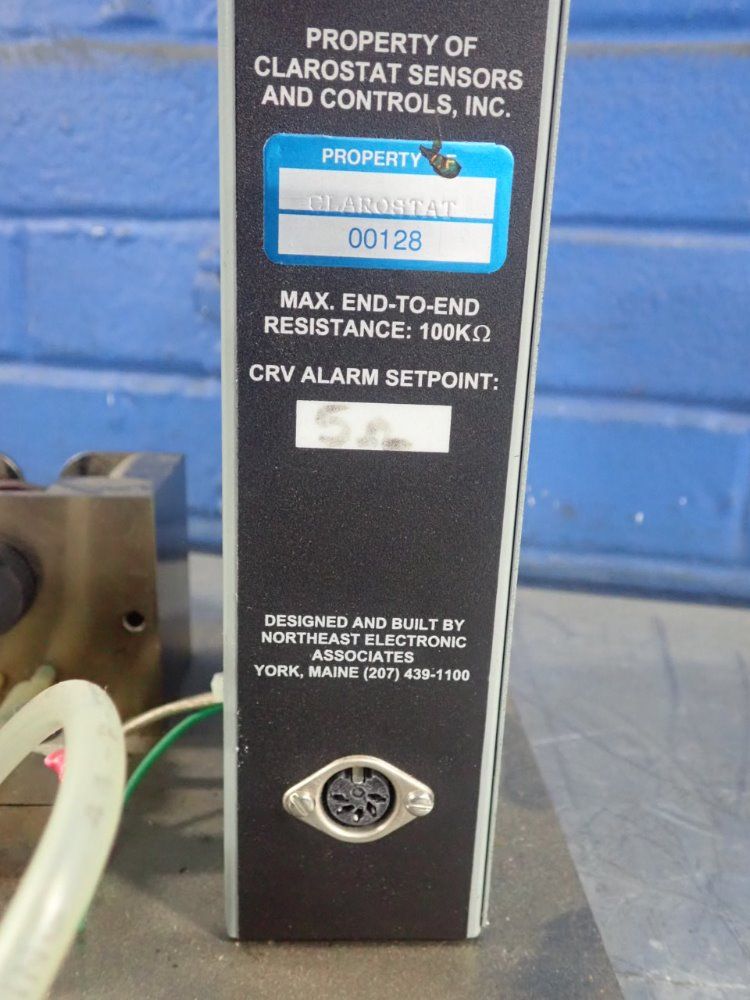 PROPERTY OF
CLAROSTAT SENSORS
AND CONTROLS, INC.
PROPERTY OF
CLAROSTAT
00128
MAX. END-TO-END
RESISTANCE: 100KΩ
CRV ALARM SETPOINT:
5Ω
DESIGNED AND BUILT BY
NORTHEAST ELECTRONIC
ASSOCIATES
YORK, MAINE (207) 439-1100